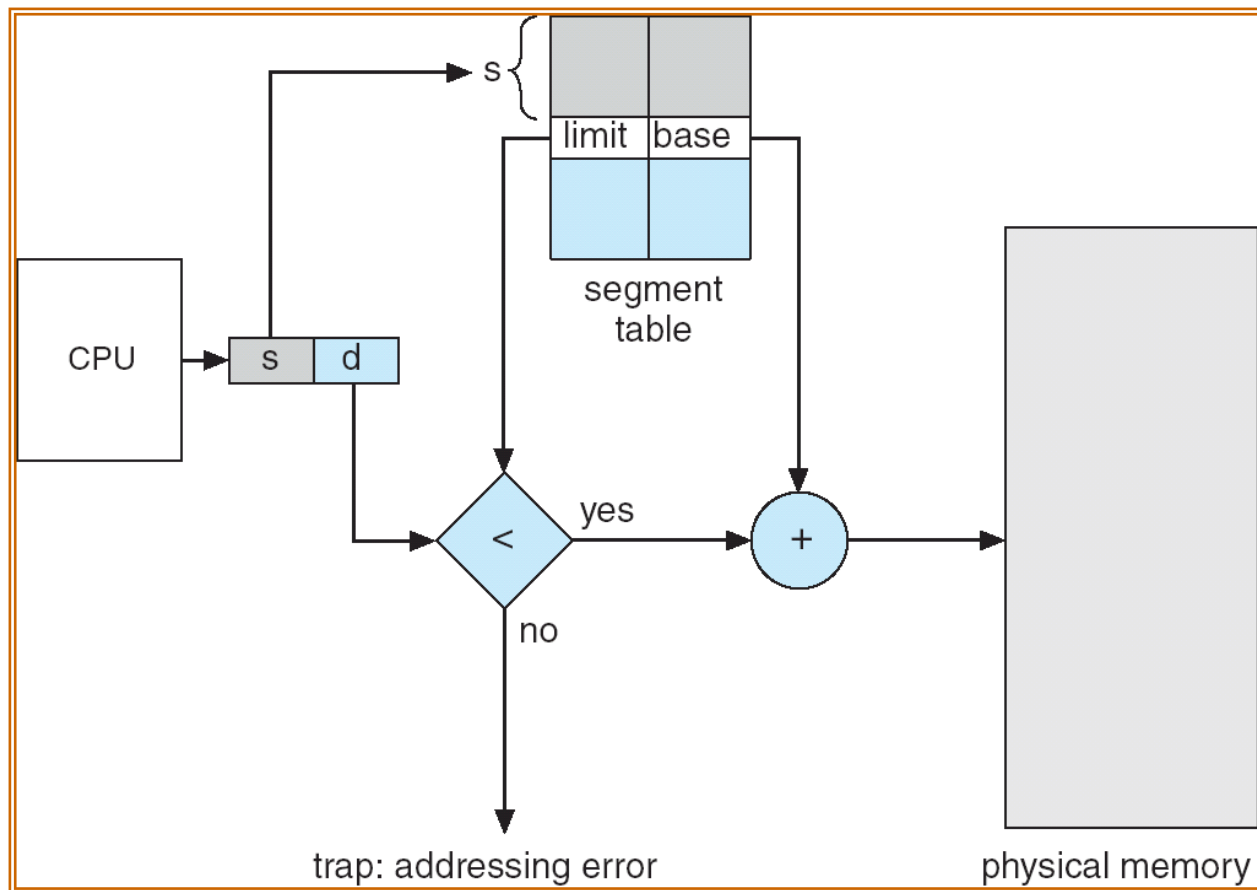 s
limit base
segment
table
CPU
s d
<
yes
+
no
trap: addressing error
physical memory